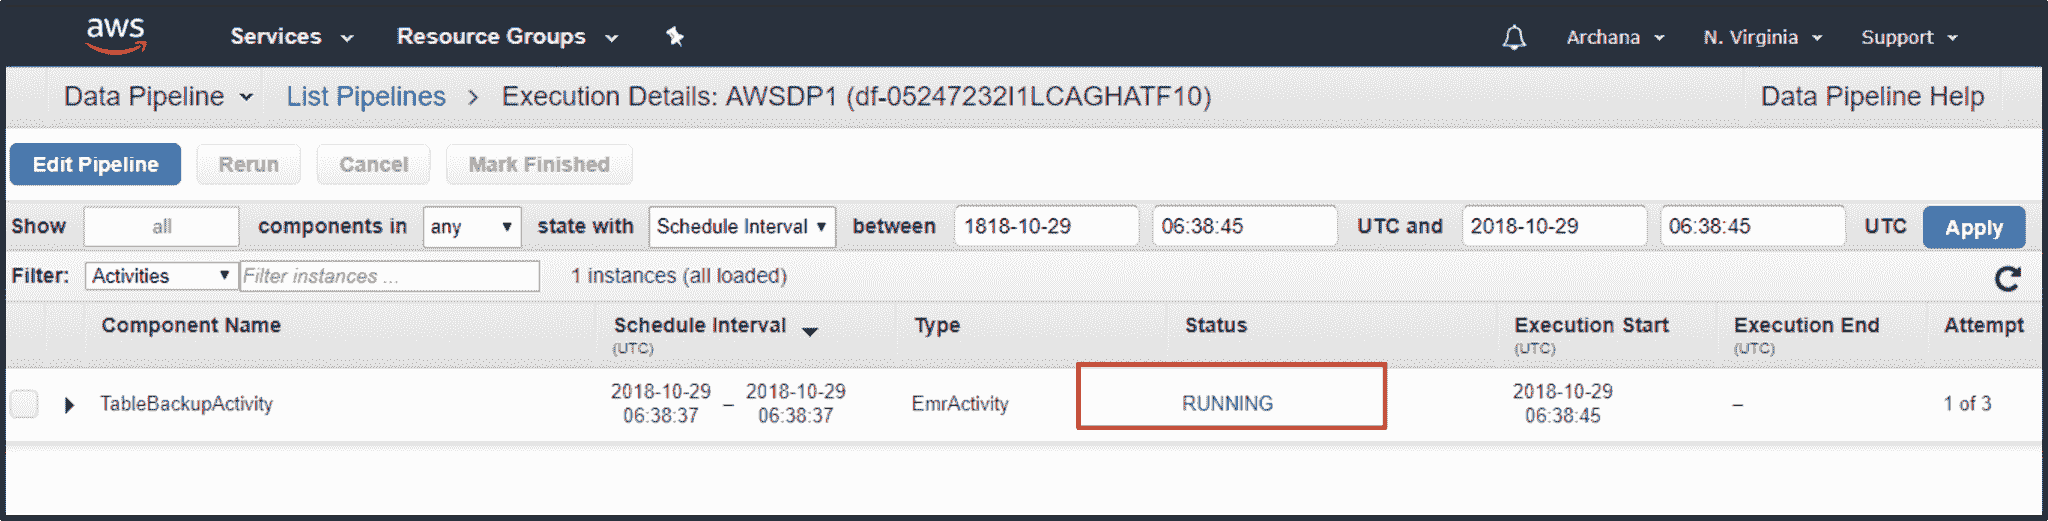 aws Services Resource Groups Archana N. Virginia Support
Data Pipeline List Pipelines > Execution Details: AWSDP1 (df-05247232I1LCAGHATF10) Data Pipeline Help
Edit Pipeline Rerun Cancel Mark Finished
Show all components in any state with Schedule Interval between 1818-10-29 06:38:45 UTC and 2018-10-29 06:38:45 UTC Apply
Filter: Activities Filter instances ... 1 instances (all loaded)
Component Name Schedule Interval Type Status Execution Start Execution End Attempt
(UTC) (UTC) (UTC)
TableBackupActivity 2018-10-29 06:38:37 – 2018-10-29 06:38:37 EmrActivity RUNNING 2018-10-29 06:38:45 – 1 of 3